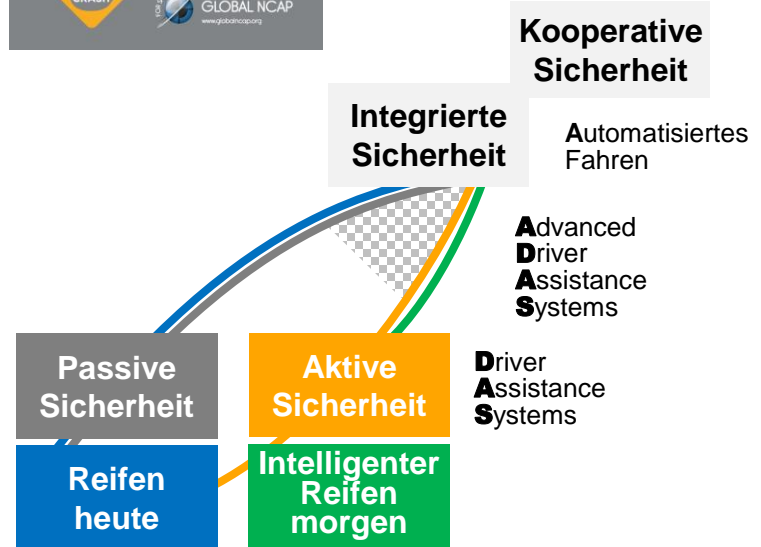 CRASH
GLOBAL NCAP
www.globalncap.org
Kooperative
Sicherheit
Integrierte
Sicherheit
Automatisiertes
Fahren
Advanced
Driver
Assistance
Systems
Passive
Sicherheit
Aktive
Sicherheit
Driver
Assistance
Systems
Reifen
heute
Intelligenter
Reifen
morgen